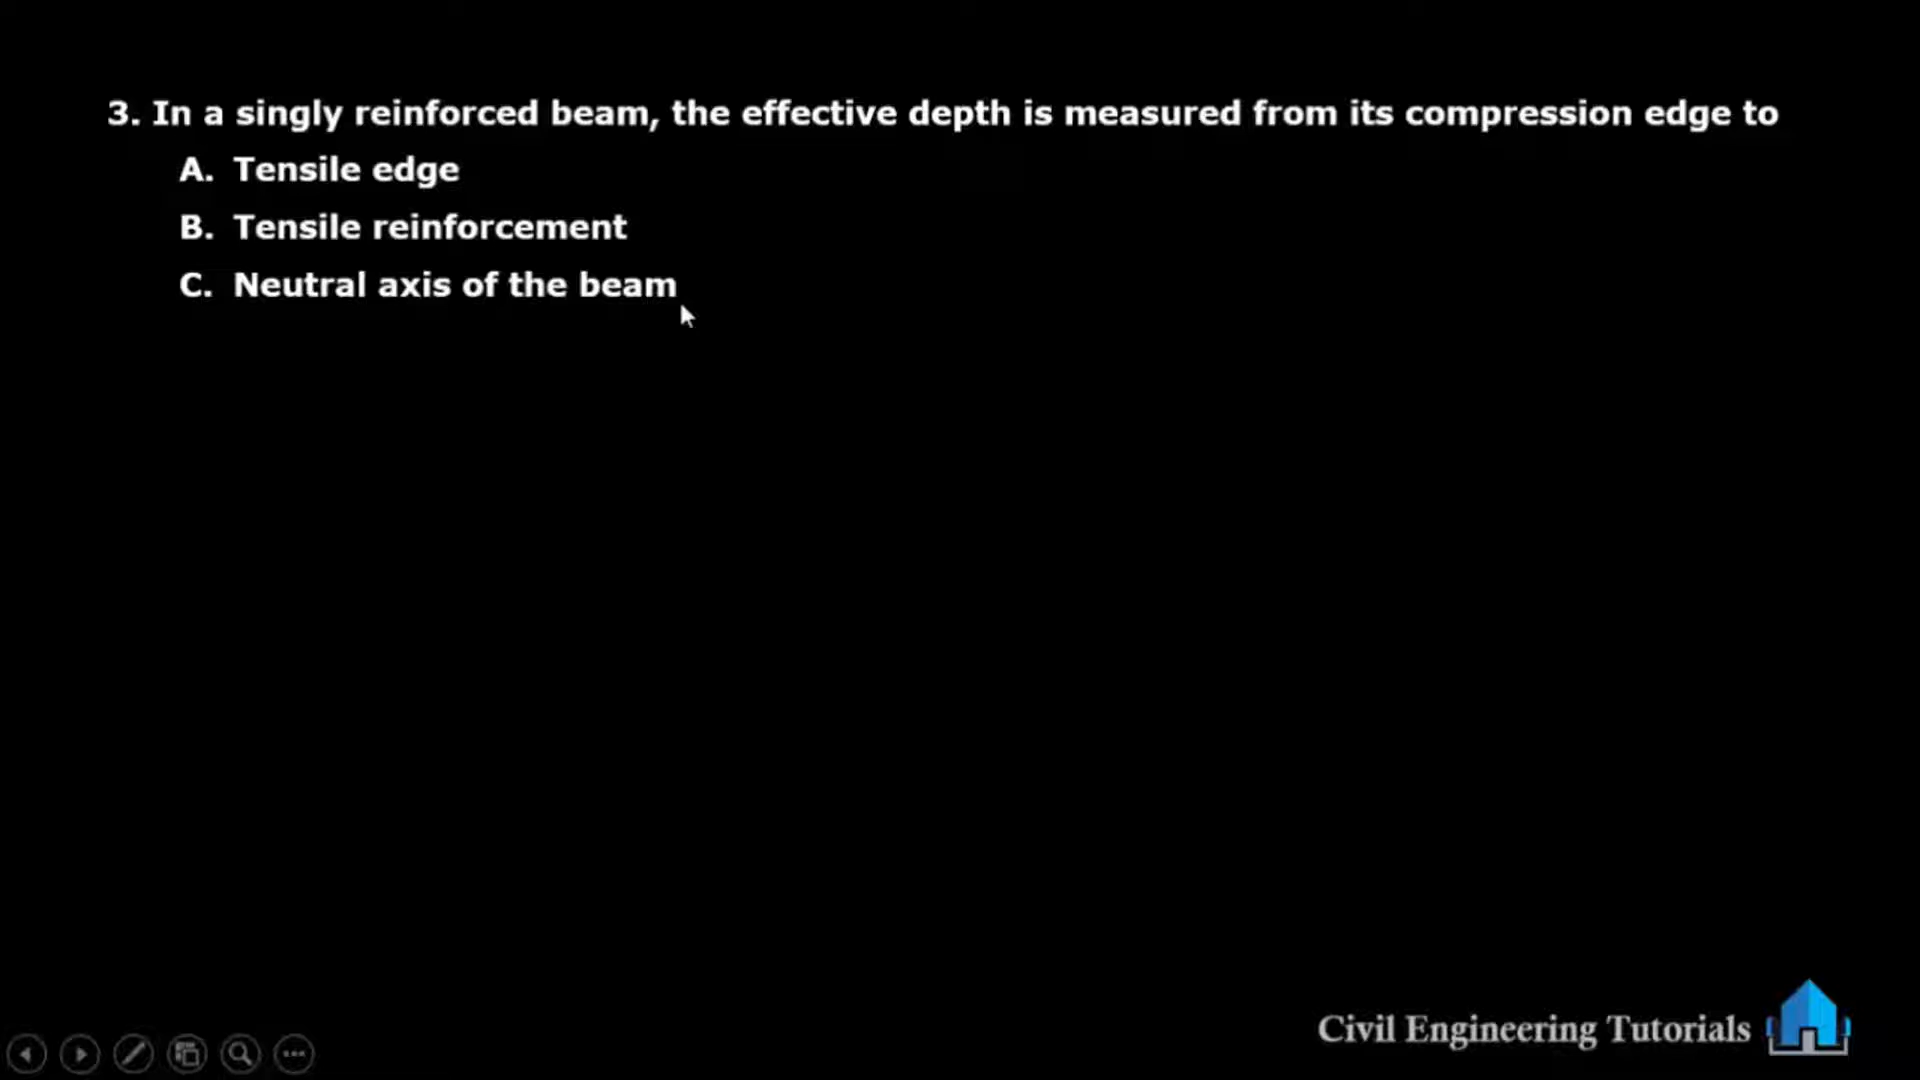 3. In a singly reinforced beam, the effective depth is measured from its compression edge to
A. Tensile edge
B. Tensile reinforcement
C. Neutral axis of the beam
Civil Engineering Tutorials